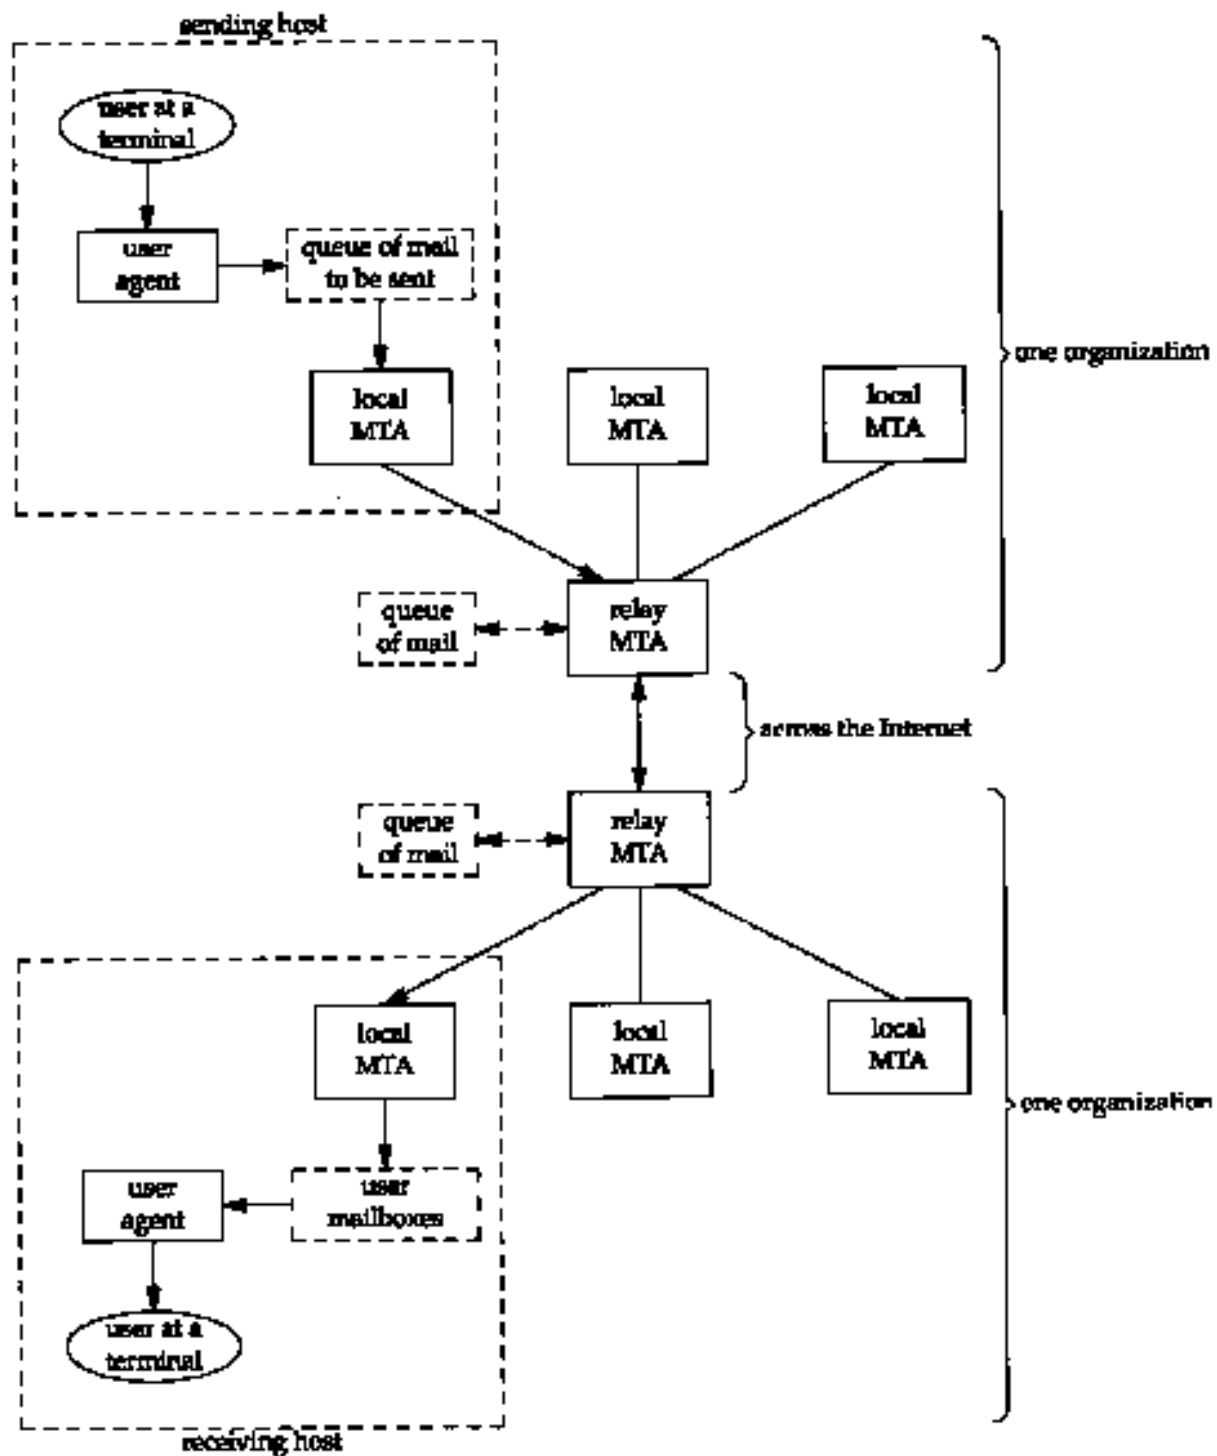 sending host
user at a
terminal
user
agent
queue of mail
to be sent
one organization
local
MTA
local
MTA
local
MTA
queue
of mail
relay
MTA
across the Internet
queue
of mail
relay
MTA
local
MTA
local
MTA
local
MTA
one organization
user
agent
user
mailboxes
user at a
terminal
receiving host